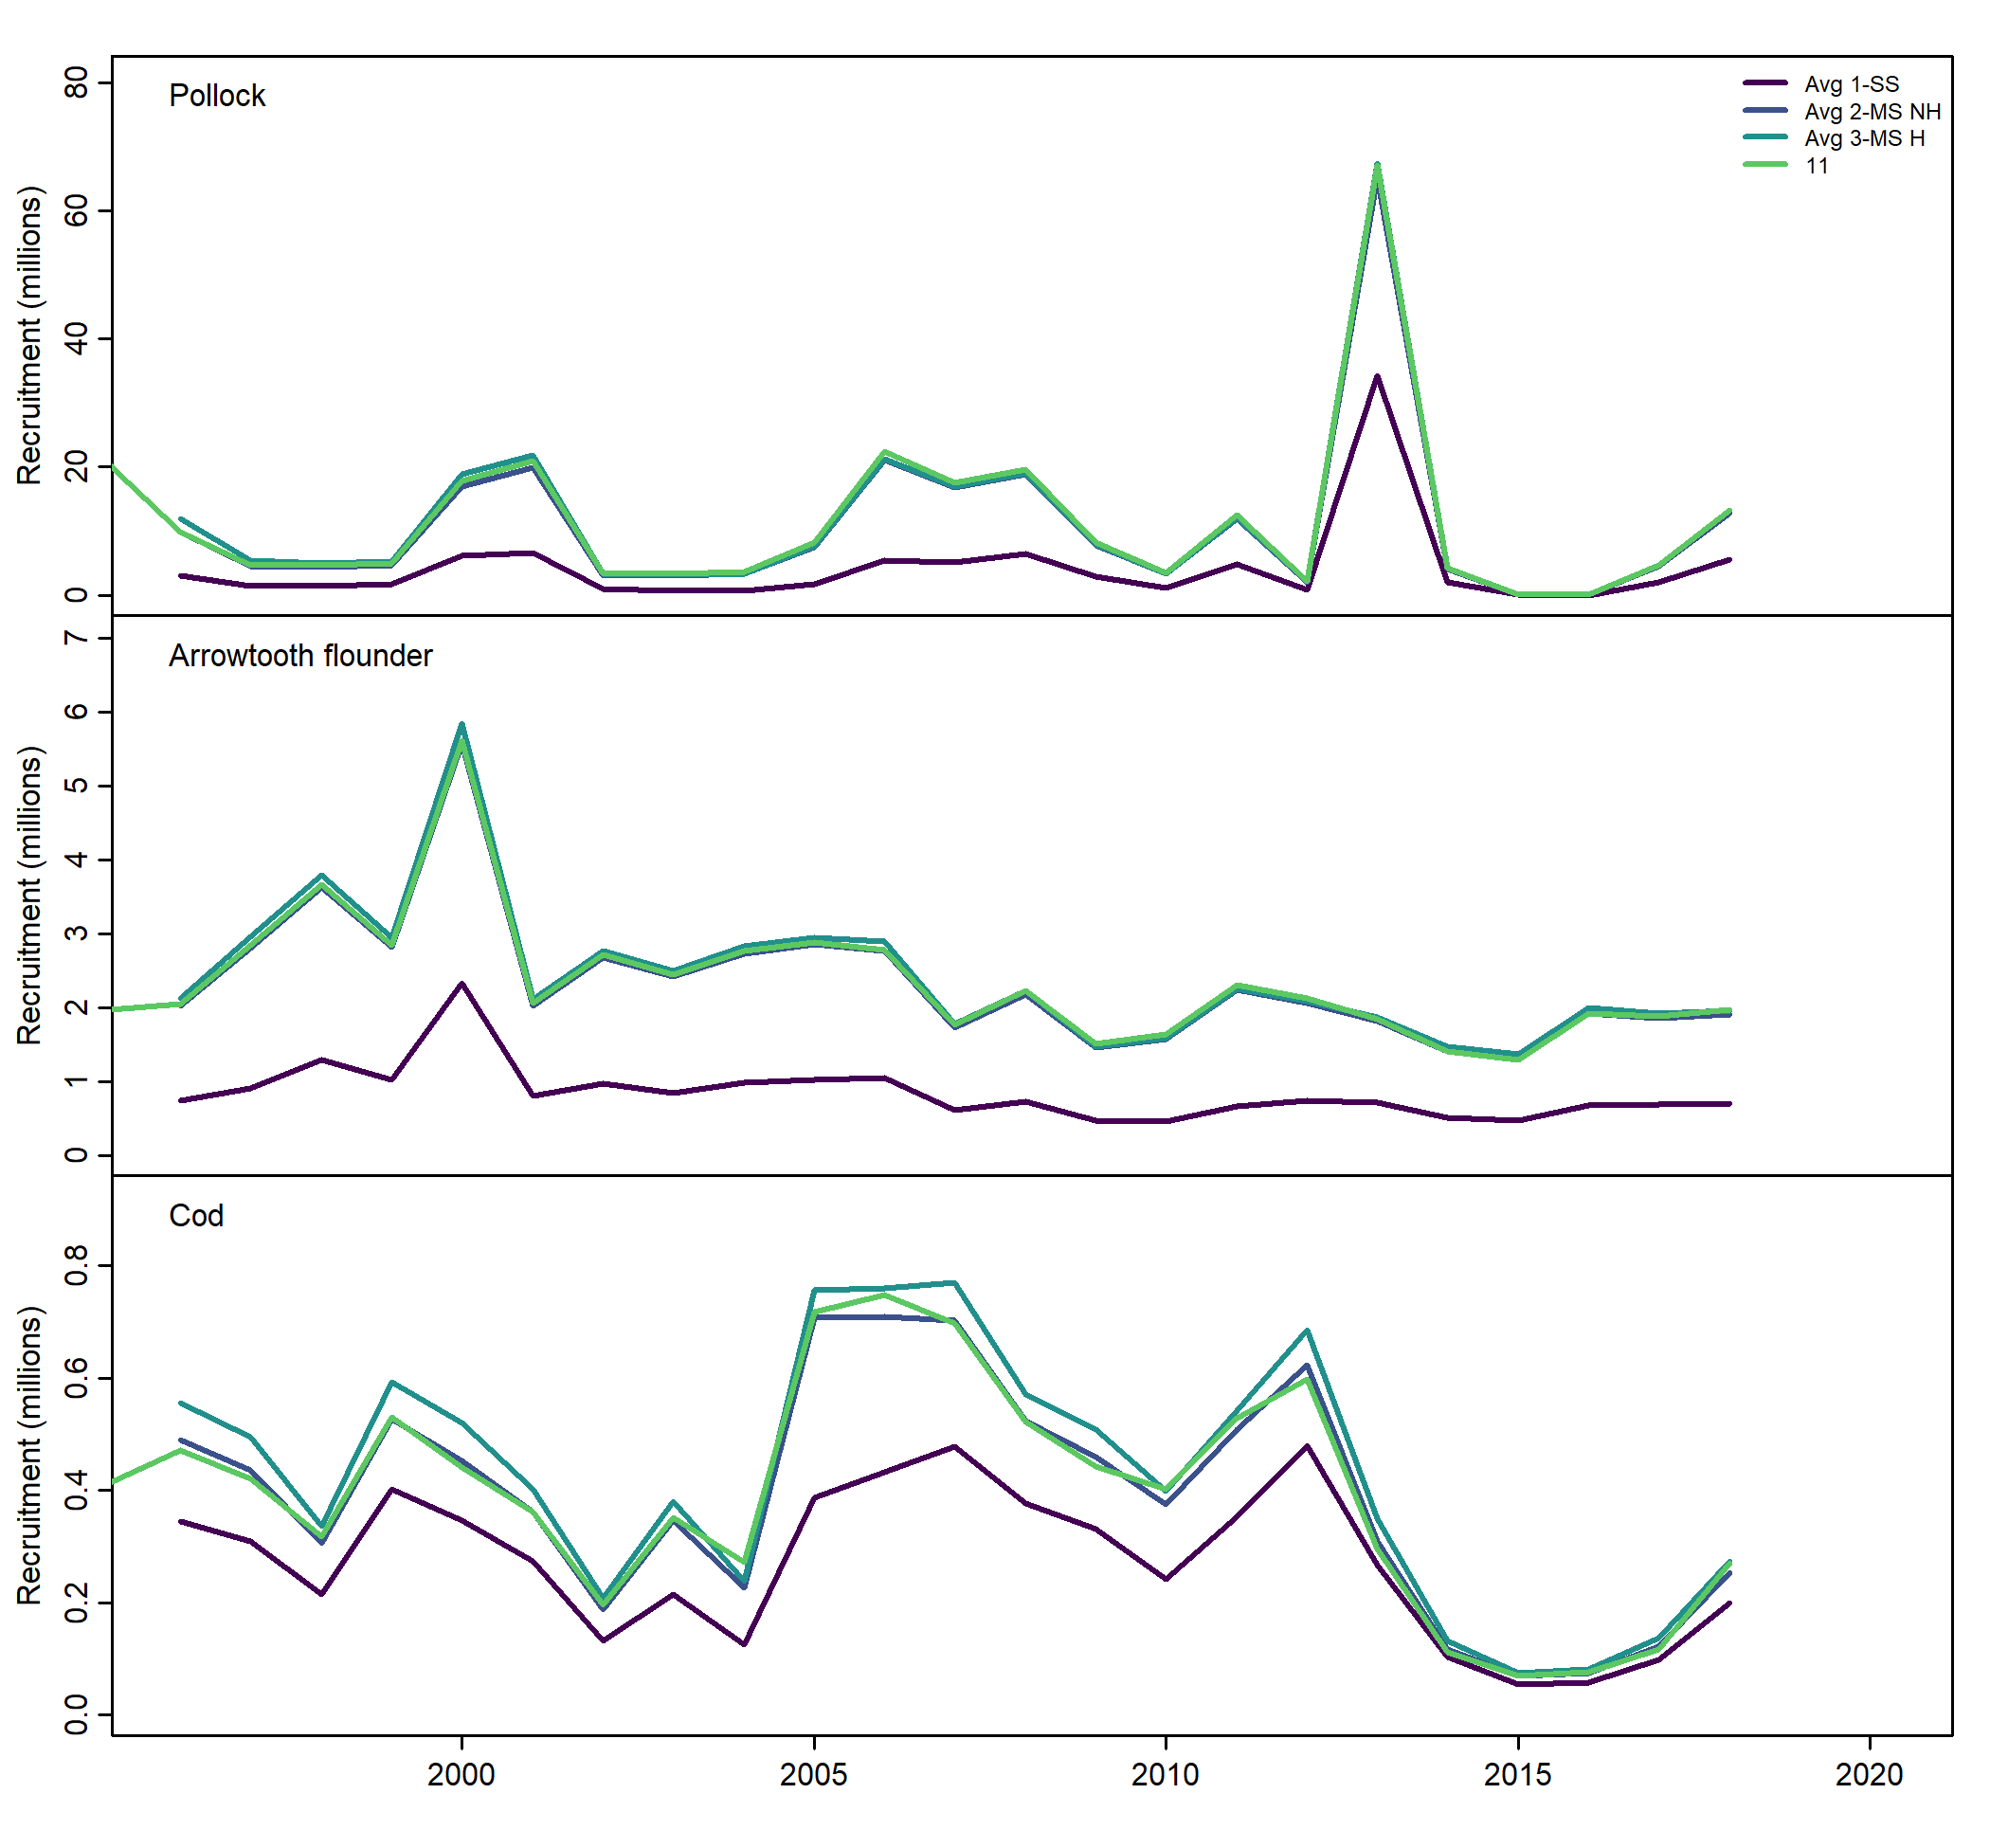 Pollock
Avg 1-SS
Avg 2-MS NH
Avg 3-MS H
11
Recruitment (millions)
80
60
40
20
0
Arrowtooth flounder
Recruitment (millions)
7
6
5
4
3
2
1
0
Cod
Recruitment (millions)
0.8
0.6
0.4
0.2
0.0
2000 2005 2010 2015 2020